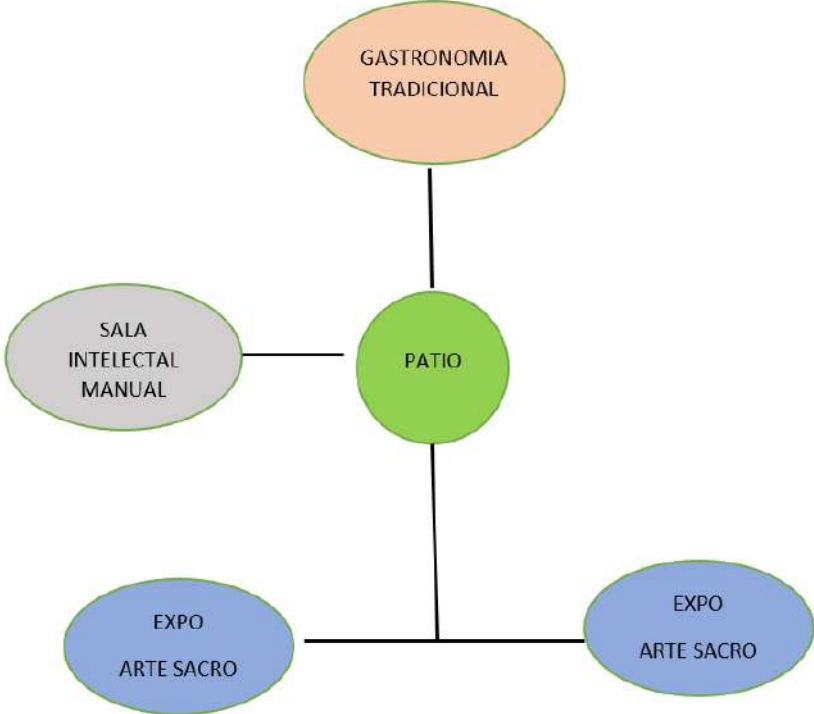 GASTRONOMIA
TRADICIONAL
SALA
INTELECTAL
MANUAL
PATIO
EXPO
ARTE SACRO
EXPO
ARTE SACRO